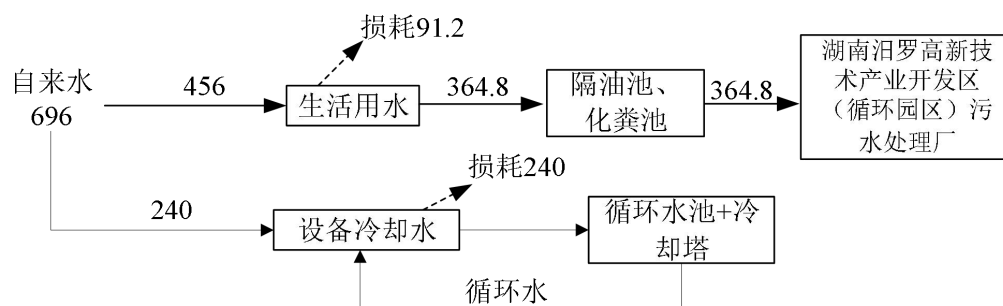 损耗91.2
自来水
696
456
生活用水
364.8
隔油池、
化粪池
364.8
湖南汨罗高新技
术产业开发区
（循环园区）污
水处理厂
损耗240
240
设备冷却水
循环水池+冷
却塔
循环水